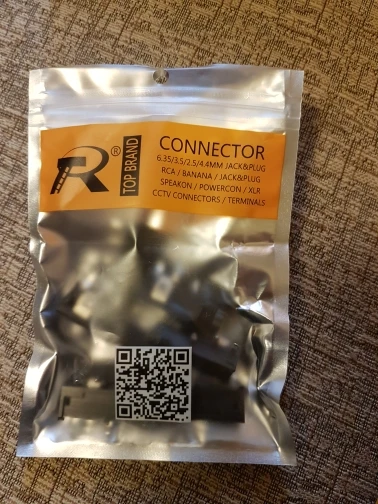 R®
TOP BRAND
CONNECTOR
6.35/3.5/2.5/4.4MM JACK&PLUG
RCA / BANANA / JACK&PLUG
SPEAKON / POWERCON / XLR
CCTV CONNECTORS / TERMINALS